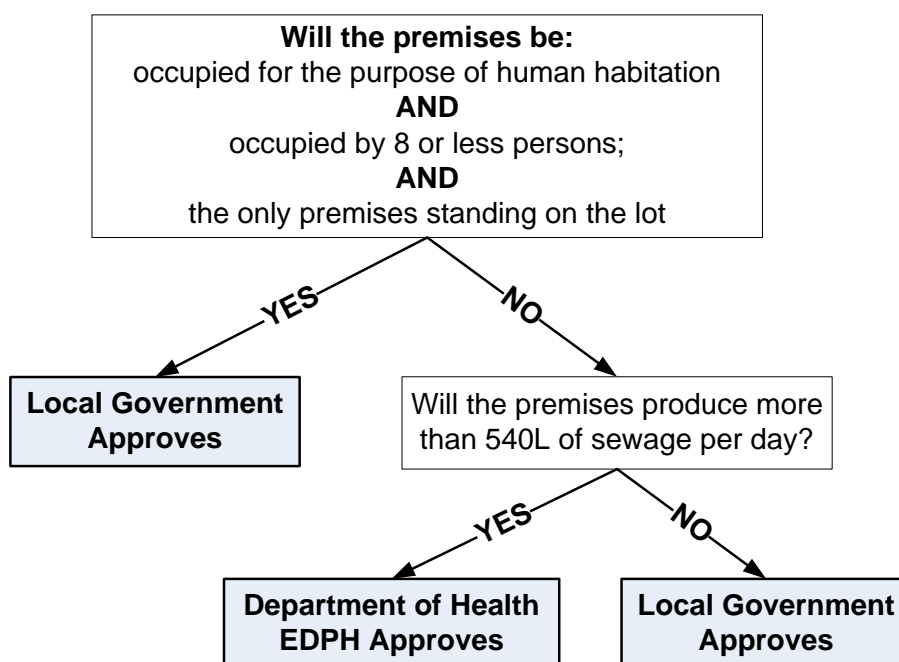 Will the premises be:
occupied for the purpose of human habitation
AND
occupied by 8 or less persons;
AND
the only premises standing on the lot
YES
NO
Local Government
Approves
Will the premises produce more
than 540L of sewage per day?
YES
NO
Department of Health
EDPH Approves
Local Government
Approves